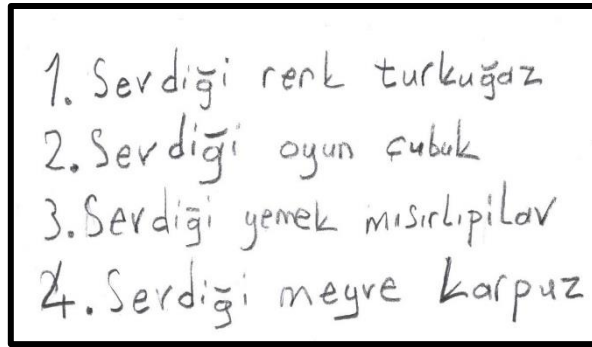 1. Sevdiği renk turkuğaz
2. Sevdiği oyun çubuk
3. Sevdiği yemek mısırlıpilav
4. Sevdiği meyve karpuz